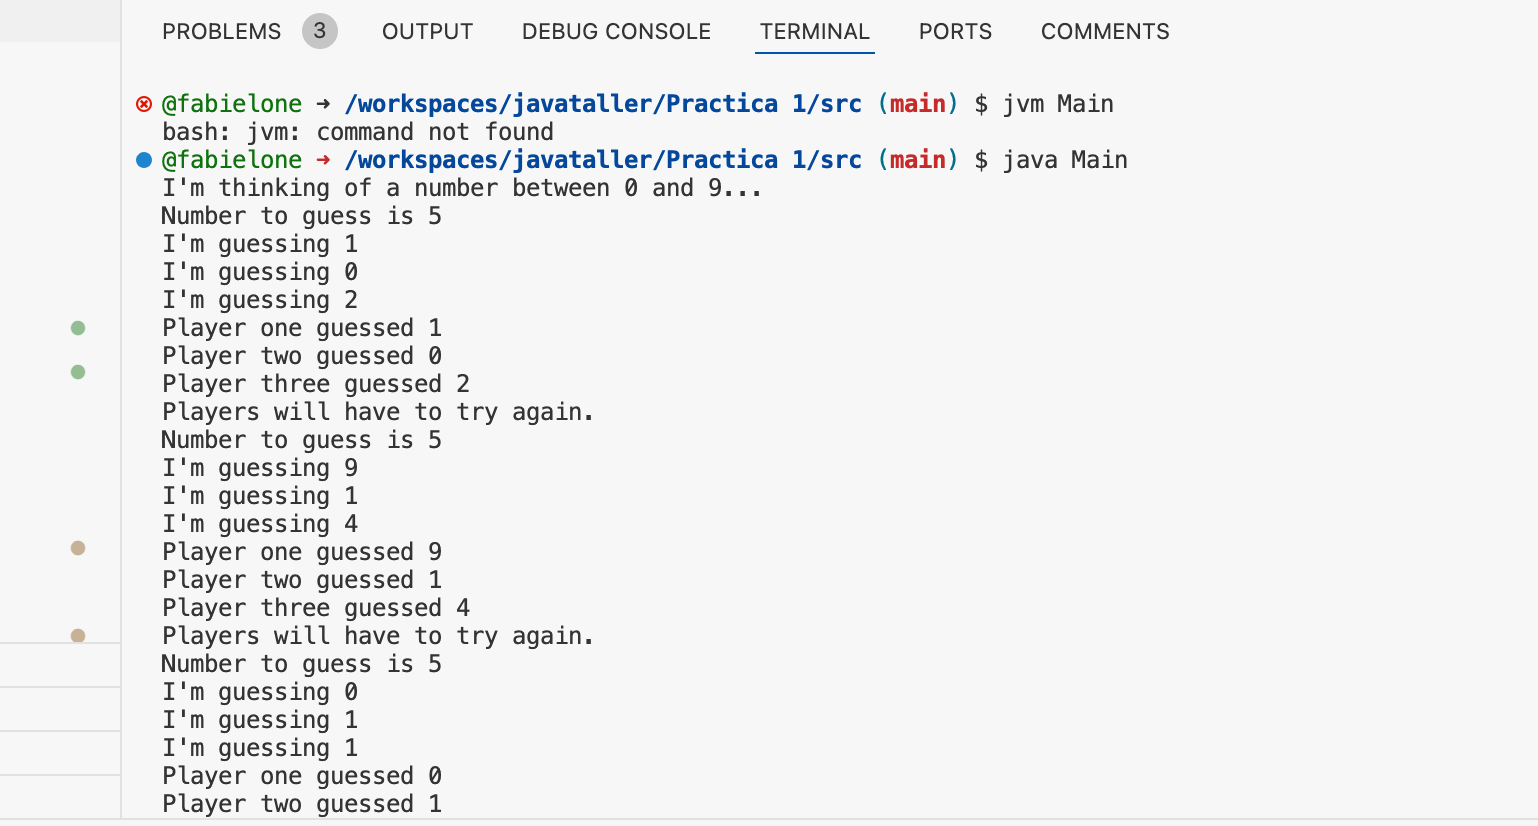 PROBLEMS 3 OUTPUT DEBUG CONSOLE TERMINAL PORTS COMMENTS
@fabielone → /workspaces/javataller/Practica 1/src (main) $ jvm Main
bash: jvm: command not found
@fabielone → /workspaces/javataller/Practica 1/src (main) $ java Main
I'm thinking of a number between 0 and 9...
Number to guess is 5
I'm guessing 1
I'm guessing 0
I'm guessing 2
Player one guessed 1
Player two guessed 0
Player three guessed 2
Players will have to try again.
Number to guess is 5
I'm guessing 9
I'm guessing 1
I'm guessing 4
Player one guessed 9
Player two guessed 1
Player three guessed 4
Players will have to try again.
Number to guess is 5
I'm guessing 0
I'm guessing 1
I'm guessing 1
Player one guessed 0
Player two guessed 1